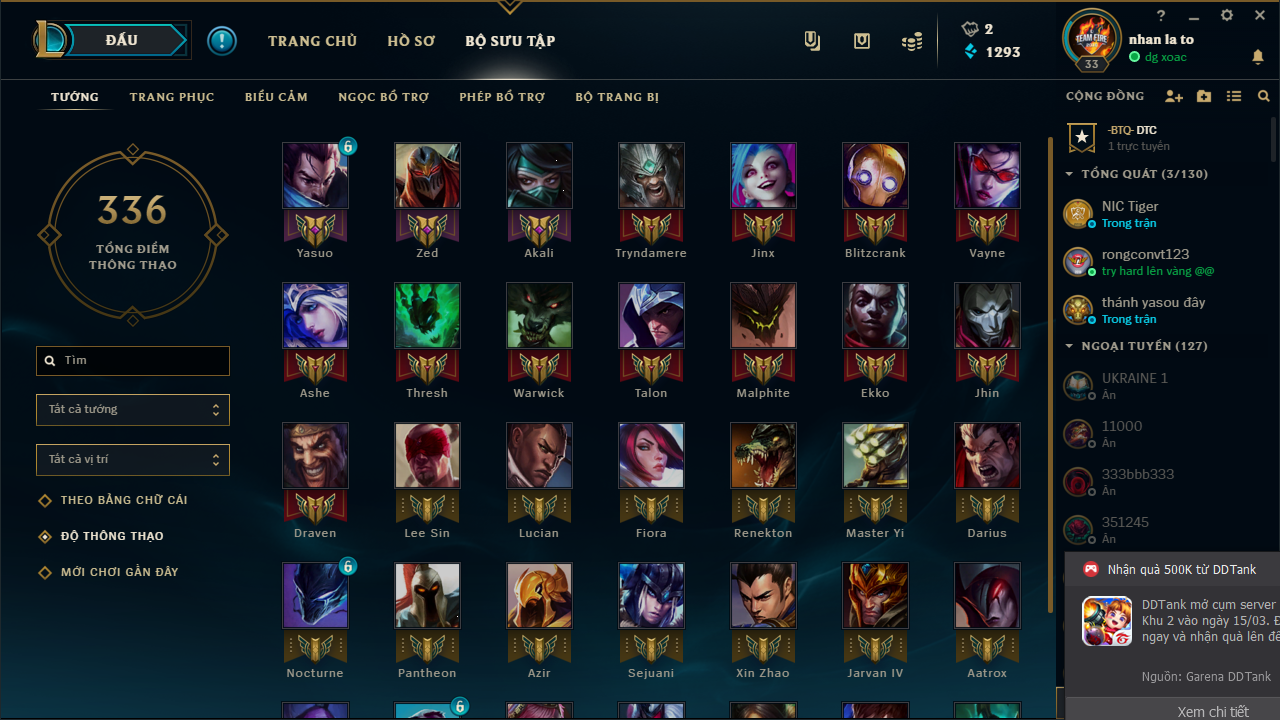 ĐẤU
TRANG CHỦ
HỒ SƠ
BỘ SƯU TẬP
2
1293
33
nhan la to
dg xoac
TƯỚNG
TRANG PHỤC
BIỂU CẢM
NGỌC BỔ TRỢ
PHÉP BỔ TRỢ
BỘ TRANG BỊ
CỘNG ĐỒNG
336
TỔNG ĐIỂM
THÔNG THẠO
Tìm
Tất cả tướng
Tất cả vị trí
THEO BẢNG CHỮ CÁI
ĐỘ THÔNG THẠO
MỚI CHƠI GẦN ĐÂY
6
Yasuo
Zed
Akali
Tryndamere
Jinx
Blitzcrank
Vayne
Ashe
Thresh
Warwick
Talon
Malphite
Ekko
Jhin
Draven
Lee Sin
Lucian
Fiora
Renekton
Master Yi
Darius
6
Nocturne
Pantheon
Azir
Sejuani
Xin Zhao
Jarvan IV
Aatrox
6
-BTQ- DTC
1 trực tuyến
TỔNG QUÁT (3/130)
NIC Tiger
Trong trận
rongconvt123
try hard lên vàng @@
thánh yasou đây
Trong trận
NGOẠI TUYẾN (127)
UKRAINE 1
Ẩn
11000
Ẩn
333bbb333
Ẩn
351245
Ẩn
Nhận quà 500K từ DDTank
DDTank mở cụm server
Khu 2 vào ngày 15/03. Đ
ngay và nhận quà lên đế
Nguồn: Garena DDTank
Xem chi tiết